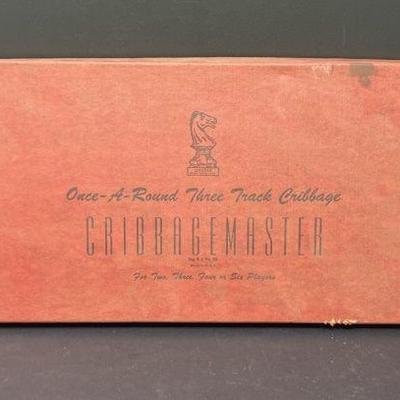 Once-A-Round Three Track Cribbage
CRIBBAGEMASTER
For Two, Three, Four or Six Players